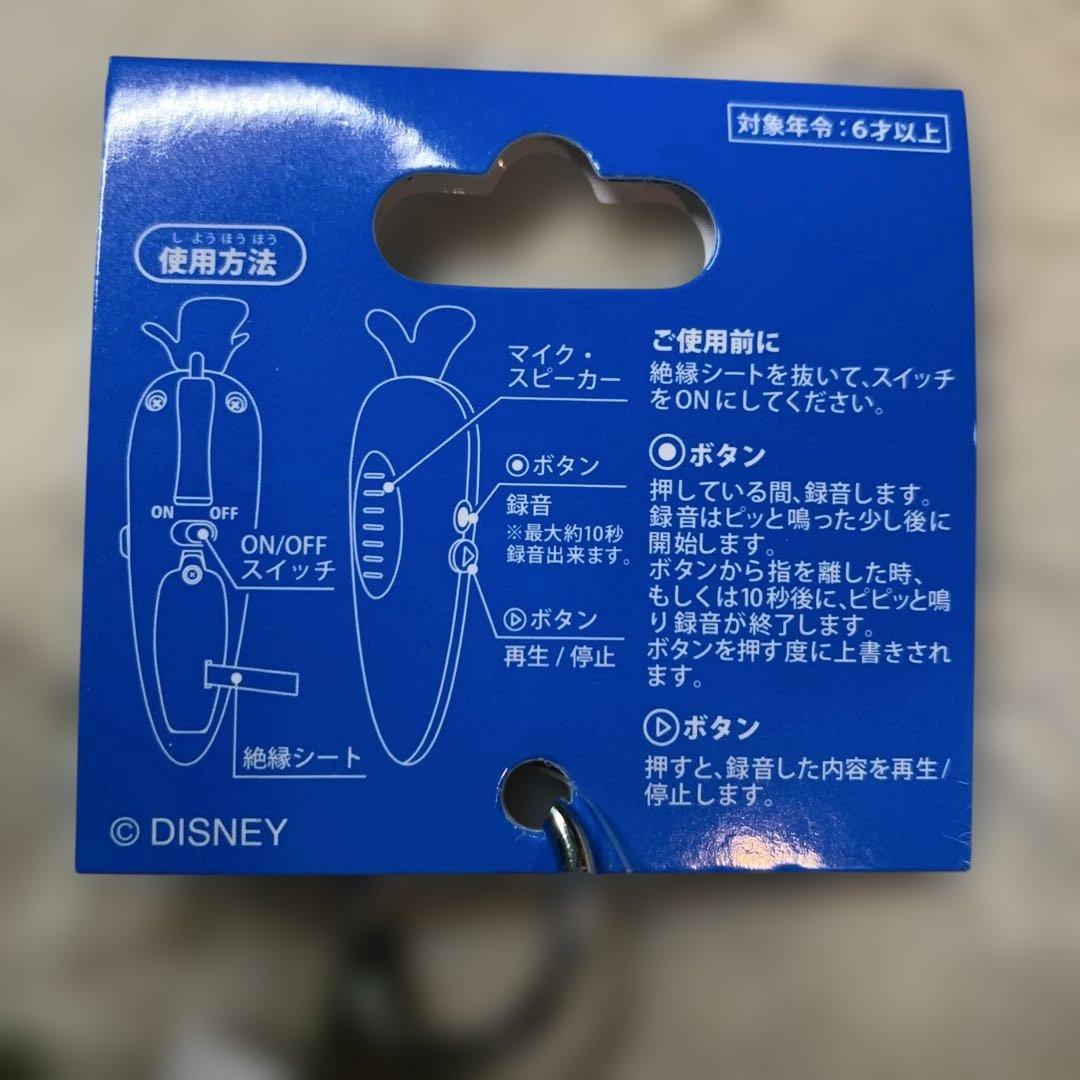 対象年令：6才以上
しようほうほう
使用方法
ON OFF
ON/OFF
スイッチ
絶縁シート
© DISNEY
マイク・
スピーカー
◉ボタン
録音
※最大約10秒
録音出来ます。
▷ボタン
再生/停止
ご使用前に
絶縁シートを抜いて、スイッチ
をONにしてください。
◉ボタン
押している間、録音します。
録音はピッと鳴った少し後に
開始します。
ボタンから指を離した時、
もしくは10秒後に、ピピッと鳴
り録音が終了します。
ボタンを押す度に上書きされ
ます。
▷ボタン
押すと、録音した内容を再生/
停止します。